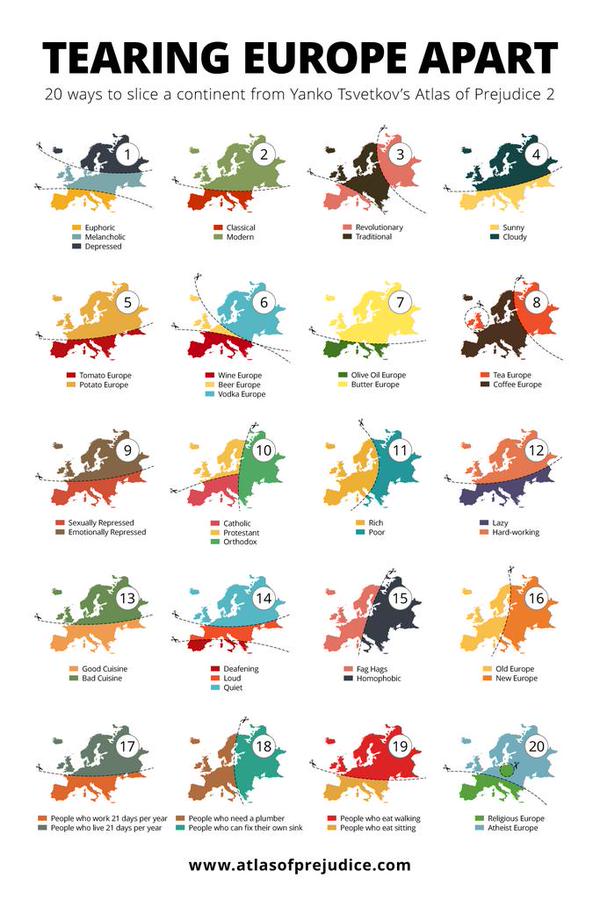 TEARING EUROPE APART
20 ways to slice a continent from Yanko Tsvetkov's Atlas of Prejudice 2
1
2
3
4
Euphoric
Melancholic
Depressed
Classical
Modern
Revolutionary
Traditional
Sunny
Cloudy
5
6
7
8
Tomato Europe
Potato Europe
Wine Europe
Beer Europe
Vodka Europe
Olive Oil Europe
Butter Europe
Tea Europe
Coffee Europe
9
10
11
12
Sexually Repressed
Emotionally Repressed
Catholic
Protestant
Orthodox
Rich
Poor
Lazy
Hard-working
13
14
15
16
Good Cuisine
Bad Cuisine
Deafening
Loud
Quiet
Fag Hags
Homophobic
Old Europe
New Europe
17
18
19
20
People who work 21 days per year
People who live 21 days per year
People who need a plumber
People who can fix their own sink
People who eat walking
People who eat sitting
Religious Europe
Atheist Europe
www.atlasofprejudice.com